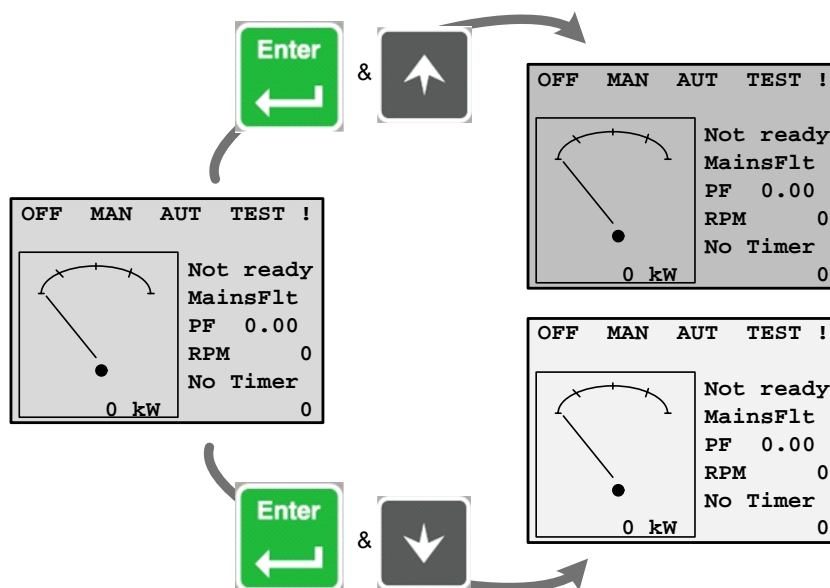 Enter
&
OFF MAN AUT TEST !
Not ready
MainsFlt
PF 0.00
RPM 0
No Timer
0 kW 0
OFF MAN AUT TEST !
Not ready
MainsFlt
PF 0.00
RPM 0
No Timer
0 kW 0
OFF MAN AUT TEST !
Not ready
MainsFlt
PF 0.00
RPM 0
No Timer
0 kW 0
Enter
&